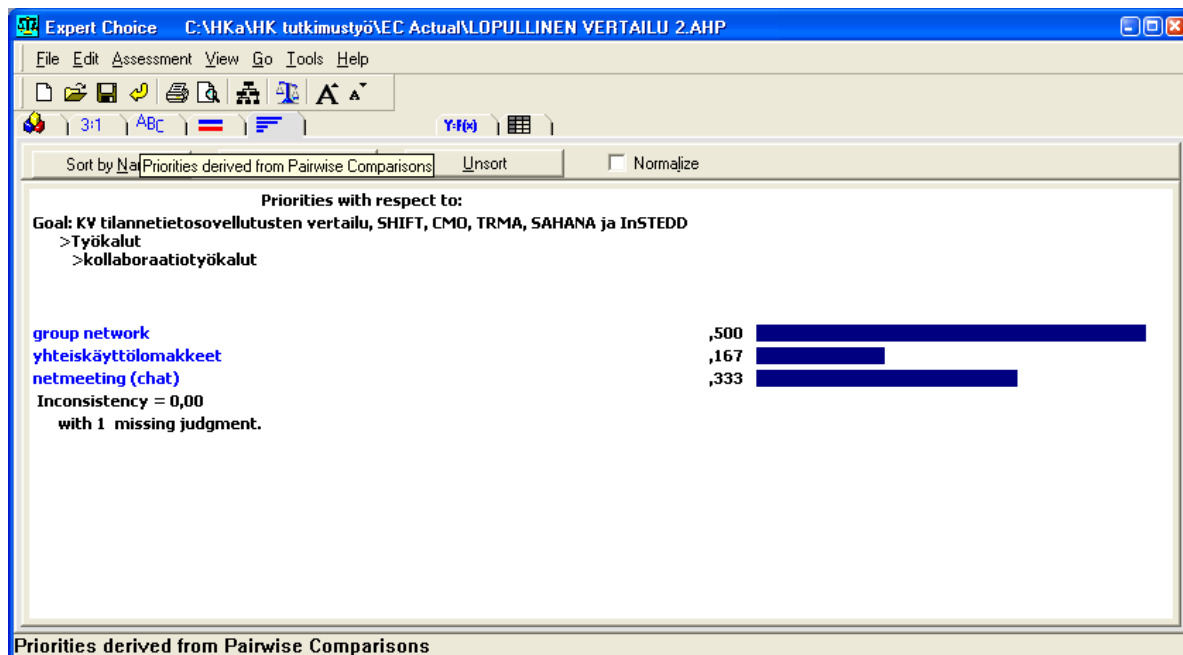 Expert Choice C:\HKa\HK tutkimustyö\EC Actual\LOPULLINEN VERTAILU 2.AHP
File Edit Assessment View Go Tools Help
A A
3:1 ABC Y=F(x)
Sort by Na Priorities derived from Pairwise Comparisons Unsort Normalize
Priorities with respect to:
Goal: KV tilannetietosovellutusten vertailu, SHIFT, CMO, TRMA, SAHANA ja InSTEDD
>Työkalut
>kollaboraatiotyökalut
group network ,500
yhteiskäyttölomakkeet ,167
netmeeting (chat) ,333
Inconsistency = 0,00
with 1 missing judgment.
Priorities derived from Pairwise Comparisons